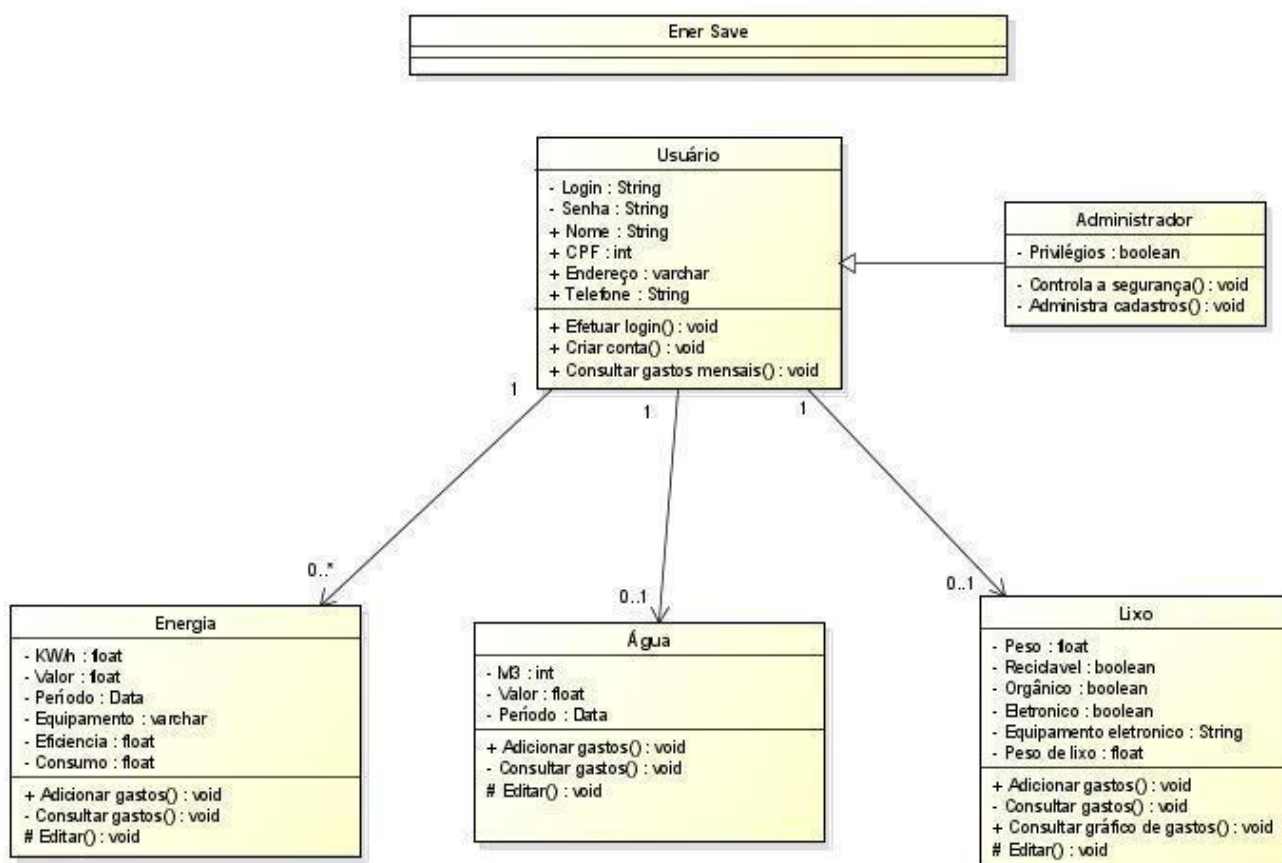 Ener Save
Usuário
- Login : String
- Senha : String
+ Nome : String
+ CPF : int
+ Endereço : varchar
+ Telefone : String
+ Efetuar login() : void
+ Criar conta() : void
+ Consultar gastos mensais() : void
Administrador
- Privilégios : boolean
- Controla a segurança() : void
- Administra cadastros() : void
1
1
1
0..*
0..1
0..1
Energia
- KW/h : float
- Valor : float
- Período : Data
- Equipamento : varchar
- Eficiencia : float
- Consumo : float
+ Adicionar gastos() : void
- Consultar gastos() : void
# Editar() : void
Água
- M3 : int
- Valor : float
- Período : Data
+ Adicionar gastos() : void
- Consultar gastos() : void
# Editar() : void
Lixo
- Peso : float
- Reciclavel : boolean
- Orgânico : boolean
- Eletronico : boolean
- Equipamento eletronico : String
- Peso de lixo : float
+ Adicionar gastos() : void
- Consultar gastos() : void
+ Consultar gráfico de gastos() : void
# Editar() : void